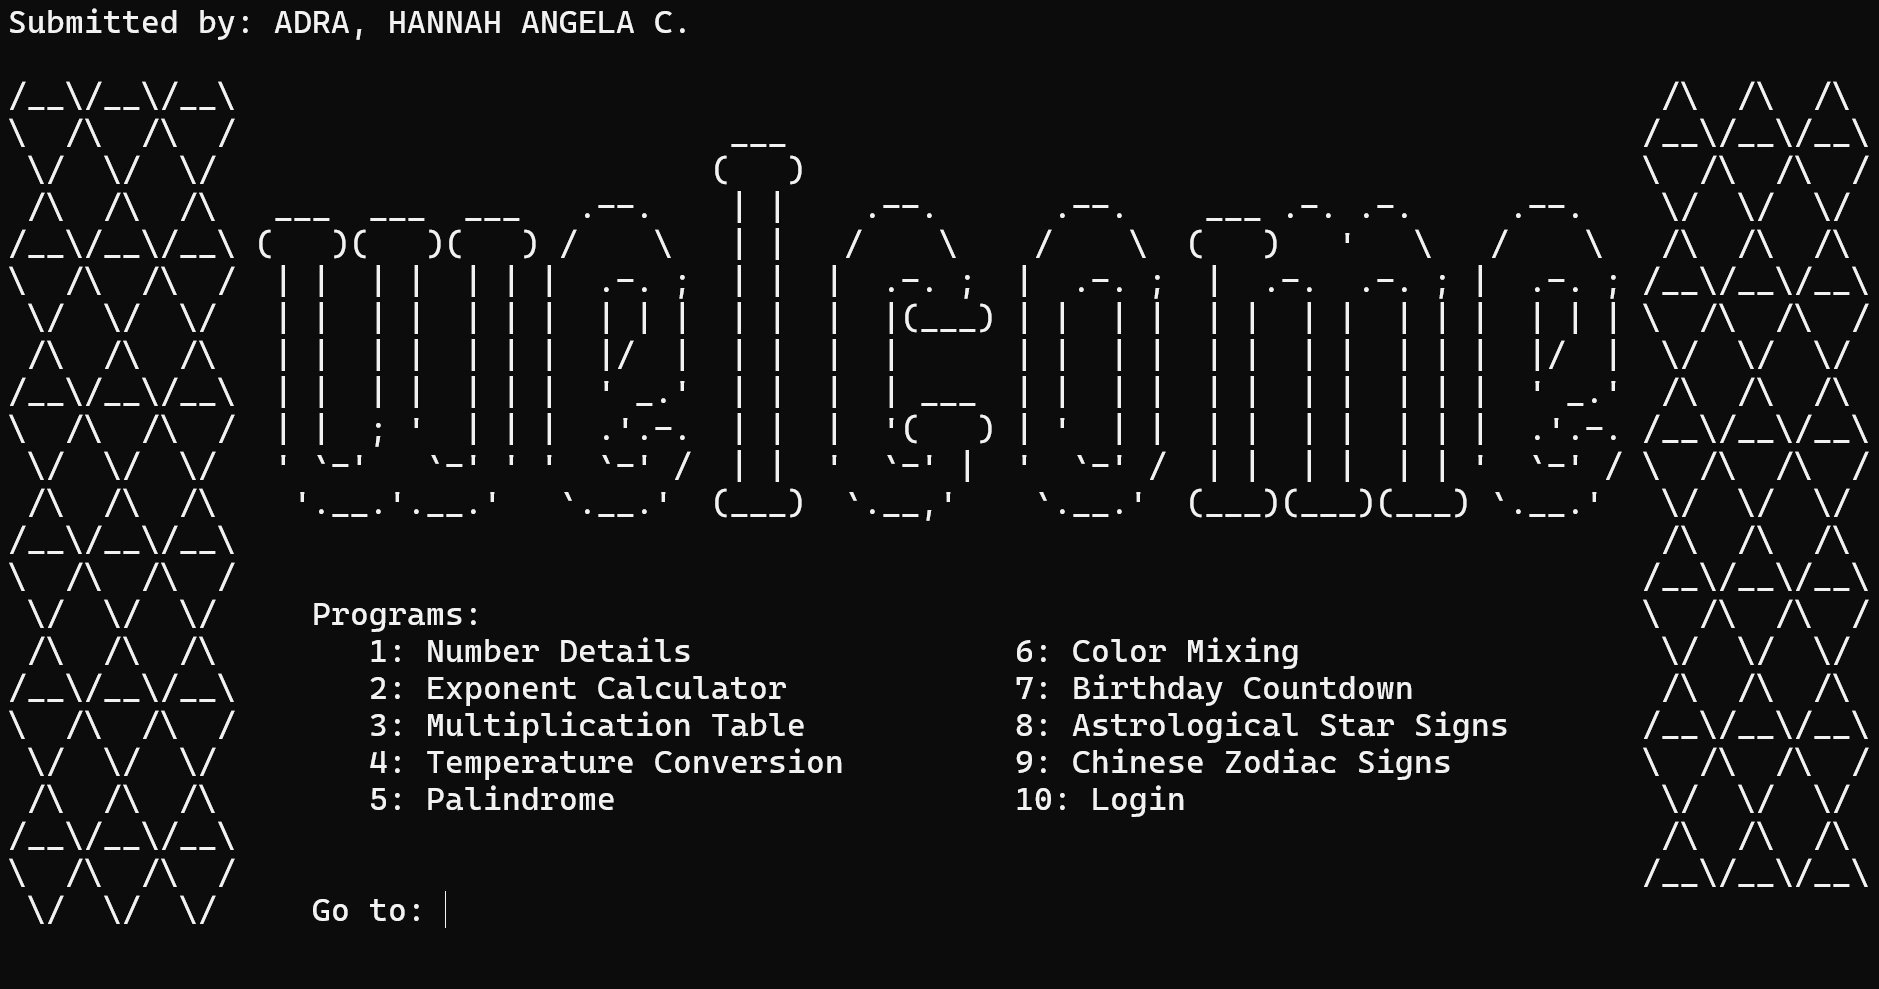 Submitted by: ADRA, HANNAH ANGELA C.
welcome
Programs:
1: Number Details
2: Exponent Calculator
3: Multiplication Table
4: Temperature Conversion
5: Palindrome
6: Color Mixing
7: Birthday Countdown
8: Astrological Star Signs
9: Chinese Zodiac Signs
10: Login
Go to: